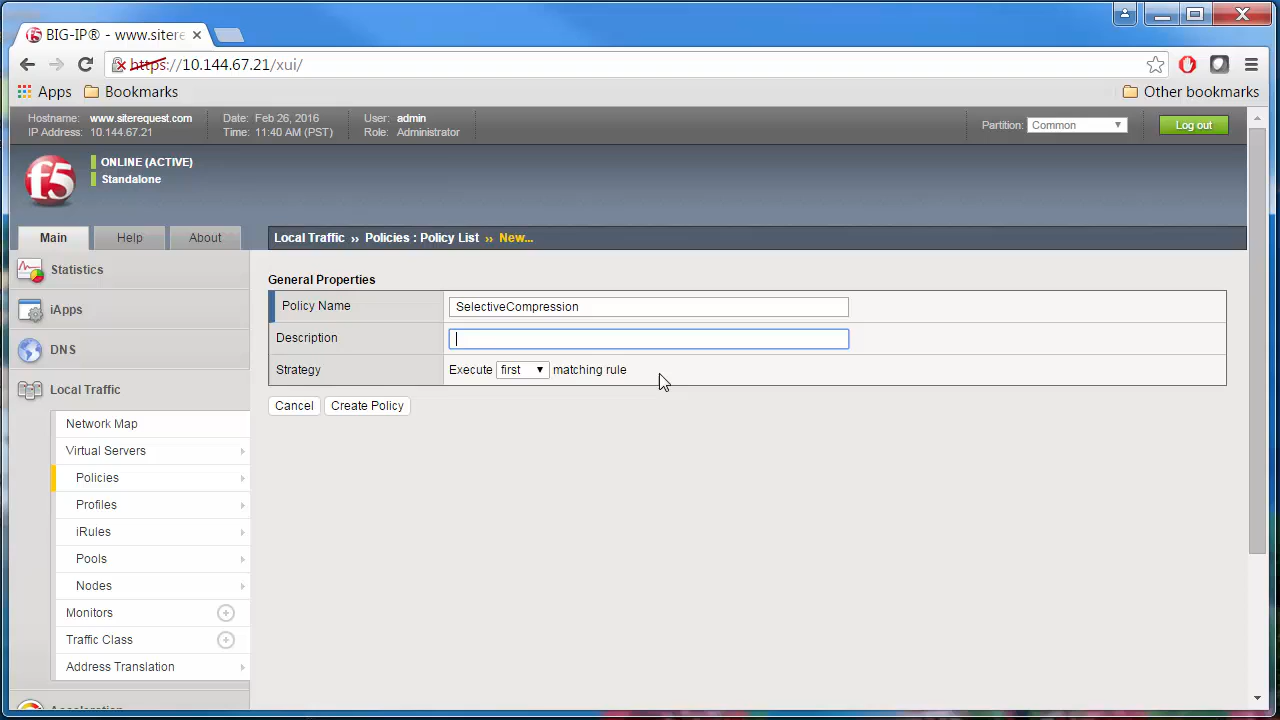 BIG-IP® - www.sitere
https://10.144.67.21/xui/
Apps Bookmarks Other bookmarks
Hostname: www.siterequest.com Date: Feb 26, 2016 User: admin
IP Address: 10.144.67.21 Time: 11:40 AM (PST) Role: Administrator
Partition: Common Log out
f5
ONLINE (ACTIVE)
Standalone
Main Help About
Local Traffic ›› Policies : Policy List ›› New...
Statistics
iApps
DNS
Local Traffic
Network Map
Virtual Servers
Policies
Profiles
iRules
Pools
Nodes
Monitors
Traffic Class
Address Translation
Acceleration
General Properties
Policy Name SelectiveCompression
Description
Strategy Execute first matching rule
Cancel Create Policy